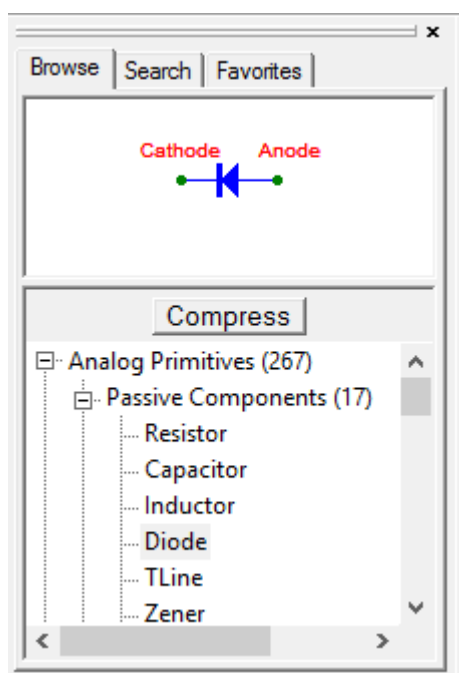 Browse Search Favorites
Cathode Anode
Compress
Analog Primitives (267)
Passive Components (17)
Resistor
Capacitor
Inductor
Diode
TLine
Zener